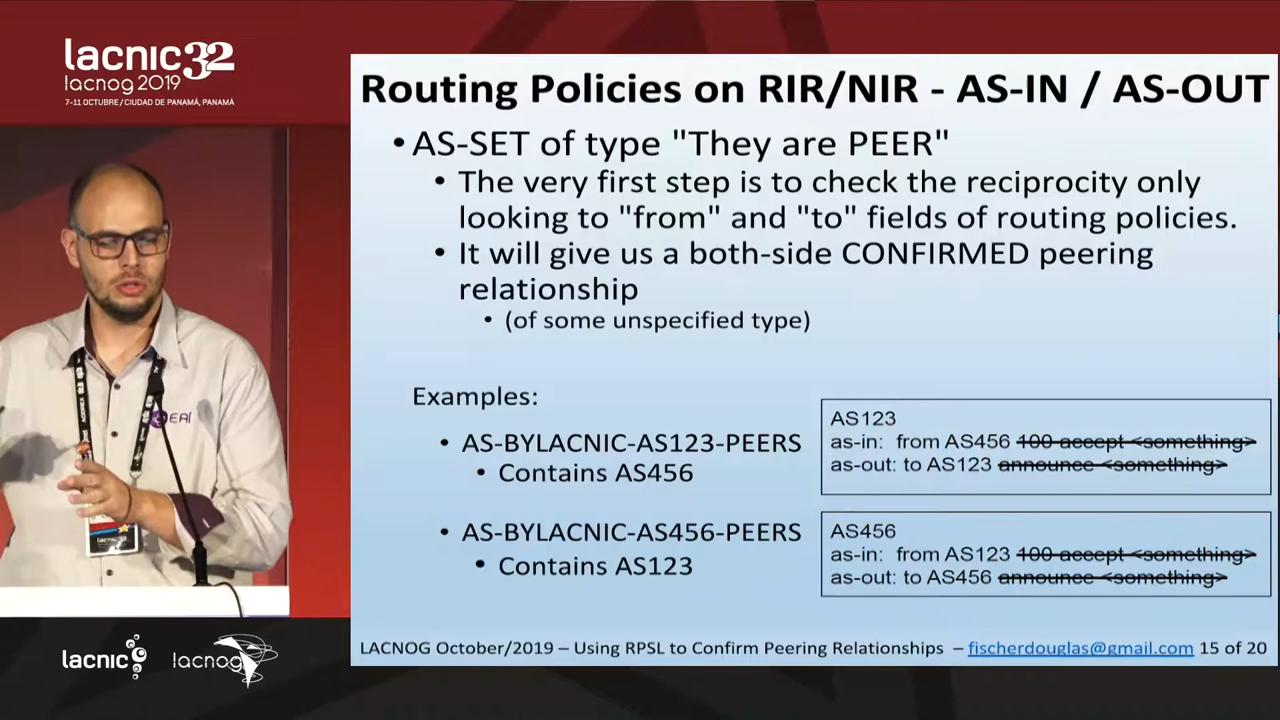 lacnic32
lacnog 2019
7-11 OCTUBRE / CIUDAD DE PANAMÁ, PANAMÁ
Routing Policies on RIR/NIR - AS-IN / AS-OUT
• AS-SET of type "They are PEER"
• The very first step is to check the reciprocity only
looking to "from" and "to" fields of routing policies.
• It will give us a both-side CONFIRMED peering
relationship
• (of some unspecified type)
Examples:
• AS-BYLACNIC-AS123-PEERS
• Contains AS456
AS123
as-in: from AS456 100 accept <something>
as-out: to AS123 announce <something>
• AS-BYLACNIC-AS456-PEERS
• Contains AS123
AS456
as-in: from AS123 100 accept <something>
as-out: to AS456 announce <something>
LACNOG October/2019 – Using RPSL to Confirm Peering Relationships – fischerdouglas@gmail.com 15 of 20
lacnic
lacnog